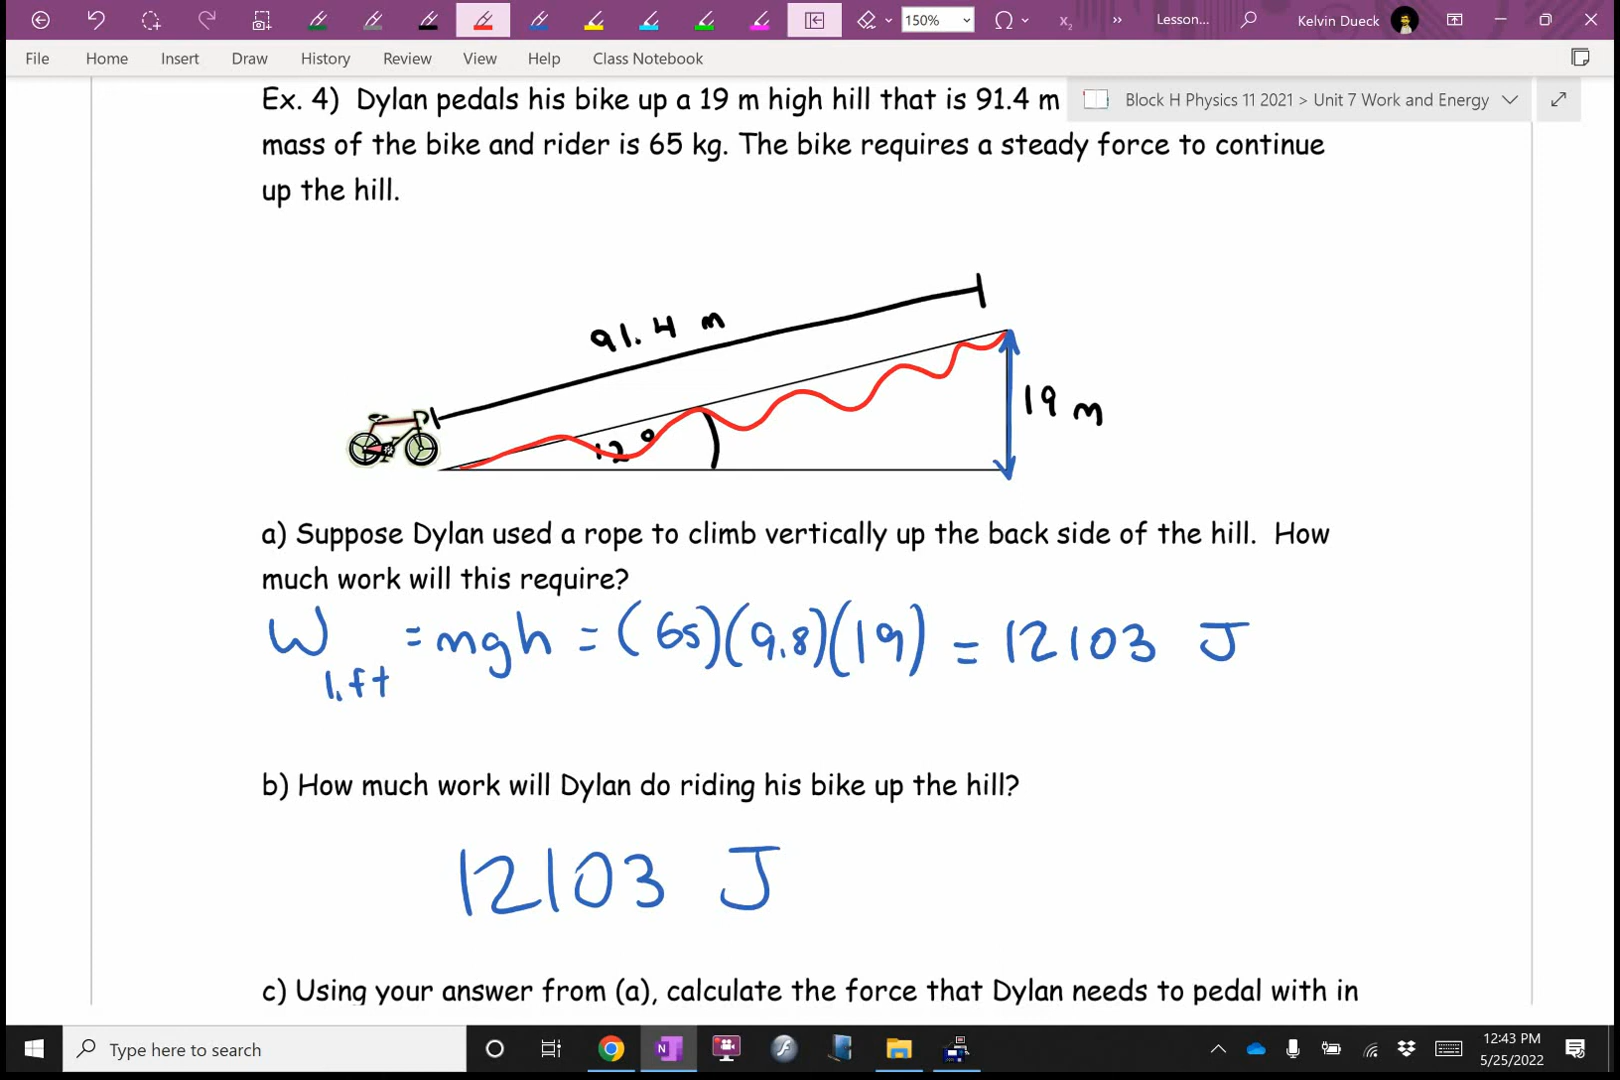 150%
Ω
x₂
Lesson...
Kelvin Dueck
File Home Insert Draw History Review View Help Class Notebook
Block H Physics 11 2021 > Unit 7 Work and Energy
Ex. 4) Dylan pedals his bike up a 19 m high hill that is 91.4 m
mass of the bike and rider is 65 kg. The bike requires a steady force to continue
up the hill.
91.4 m
19 m
12°
a) Suppose Dylan used a rope to climb vertically up the back side of the hill. How
much work will this require?
W lift = mgh = (65)(9.8)(19) = 12103 J
b) How much work will Dylan do riding his bike up the hill?
12103 J
c) Using your answer from (a), calculate the force that Dylan needs to pedal with in
Type here to search
N
12:43 PM
5/25/2022